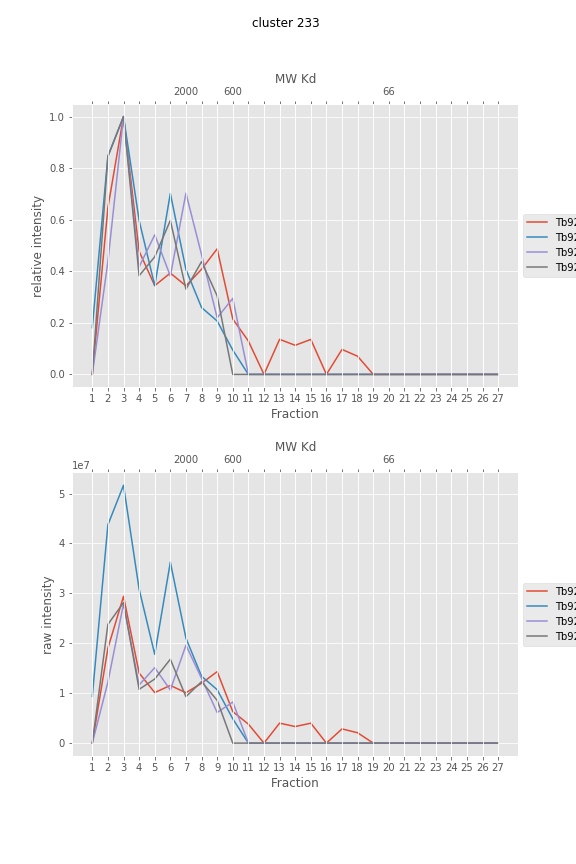 cluster 233
MW Kd
2000 600 66
1.0
0.8
0.6
0.4
0.2
0.0
relative intensity
Tb92
Tb92
Tb92
Tb92
1 2 3 4 5 6 7 8 9 10 11 12 13 14 15 16 17 18 19 20 21 22 23 24 25 26 27
Fraction
MW Kd
2000 600 66
1e7
5
4
3
2
1
0
raw intensity
Tb92
Tb92
Tb92
Tb92
1 2 3 4 5 6 7 8 9 10 11 12 13 14 15 16 17 18 19 20 21 22 23 24 25 26 27
Fraction